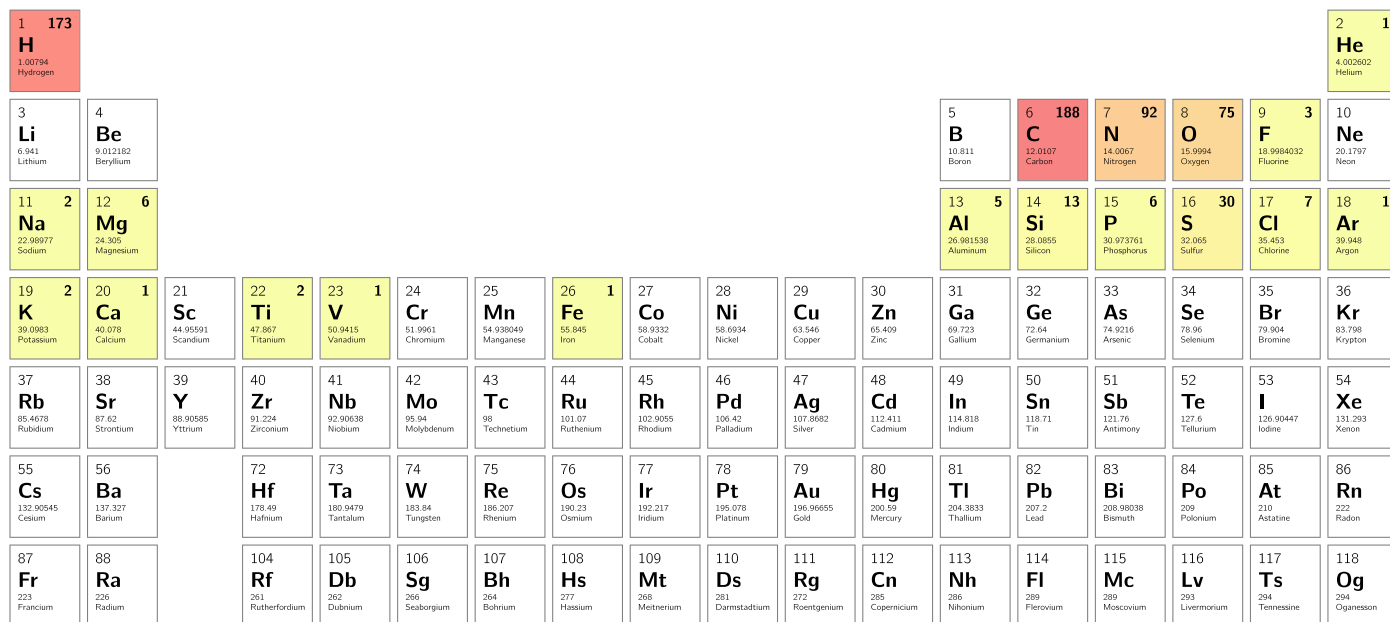 1 173 2 1
H He
1.00794 4.002602
Hydrogen Helium
3 4 5 6 188 7 92 8 75 9 3 10
Li Be B C N O F Ne
6.941 9.012182 10.811 12.0107 14.0067 15.9994 18.9984032 20.1797
Lithium Beryllium Boron Carbon Nitrogen Oxygen Fluorine Neon
11 2 12 6 13 5 14 13 15 6 16 30 17 7 18 1
Na Mg Al Si P S Cl Ar
22.98977 24.305 26.981538 28.0855 30.973761 32.065 35.453 39.948
Sodium Magnesium Aluminum Silicon Phosphorus Sulfur Chlorine Argon
19 2 20 1 21 22 2 23 1 24 25 26 1 27 28 29 30 31 32 33 34 35 36
K Ca Sc Ti V Cr Mn Fe Co Ni Cu Zn Ga Ge As Se Br Kr
39.0983 40.078 44.95591 47.867 50.9415 51.9961 54.938049 55.845 58.9332 58.6934 63.546 65.409 69.723 72.64 74.9216 78.96 79.904 83.798
Potassium Calcium Scandium Titanium Vanadium Chromium Manganese Iron Cobalt Nickel Copper Zinc Gallium Germanium Arsenic Selenium Bromine Krypton
37 38 39 40 41 42 43 44 45 46 47 48 49 50 51 52 53 54
Rb Sr Y Zr Nb Mo Tc Ru Rh Pd Ag Cd In Sn Sb Te I Xe
85.4678 87.62 88.90585 91.224 92.90638 95.94 98 101.07 102.9055 106.42 107.8682 112.411 114.818 118.71 121.76 127.6 126.90447 131.293
Rubidium Strontium Yttrium Zirconium Niobium Molybdenum Technetium Ruthenium Rhodium Palladium Silver Cadmium Indium Tin Antimony Tellurium Iodine Xenon
55 56 72 73 74 75 76 77 78 79 80 81 82 83 84 85 86
Cs Ba Hf Ta W Re Os Ir Pt Au Hg Tl Pb Bi Po At Rn
132.90545 137.327 178.49 180.9479 183.84 186.207 190.23 192.217 195.078 196.96655 200.59 204.3833 207.2 208.98038 209 210 222
Cesium Barium Hafnium Tantalum Tungsten Rhenium Osmium Iridium Platinum Gold Mercury Thallium Lead Bismuth Polonium Astatine Radon
87 88 104 105 106 107 108 109 110 111 112 113 114 115 116 117 118
Fr Ra Rf Db Sg Bh Hs Mt Ds Rg Cn Nh Fl Mc Lv Ts Og
223 226 261 262 266 264 277 268 281 272 285 286 289 289 293 294 294
Francium Radium Rutherfordium Dubnium Seaborgium Bohrium Hassium Meitnerium Darmstadtium Roentgenium Copernicium Nihonium Flerovium Moscovium Livermorium Tennessine Oganesson